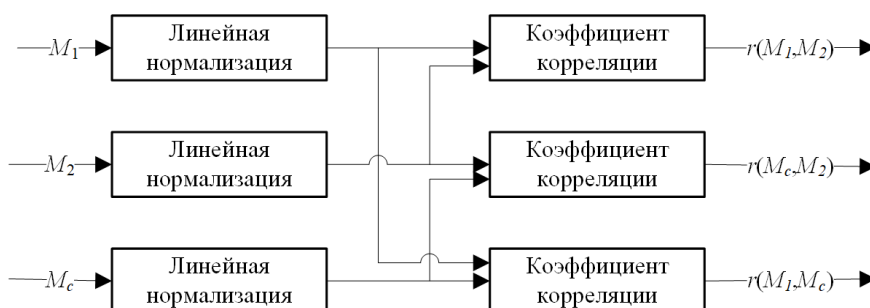 M1
Линейная
нормализация
Коэффициент
корреляции
r(M1,M2)
M2
Линейная
нормализация
Коэффициент
корреляции
r(Mc,M2)
Mc
Линейная
нормализация
Коэффициент
корреляции
r(M1,Mc)